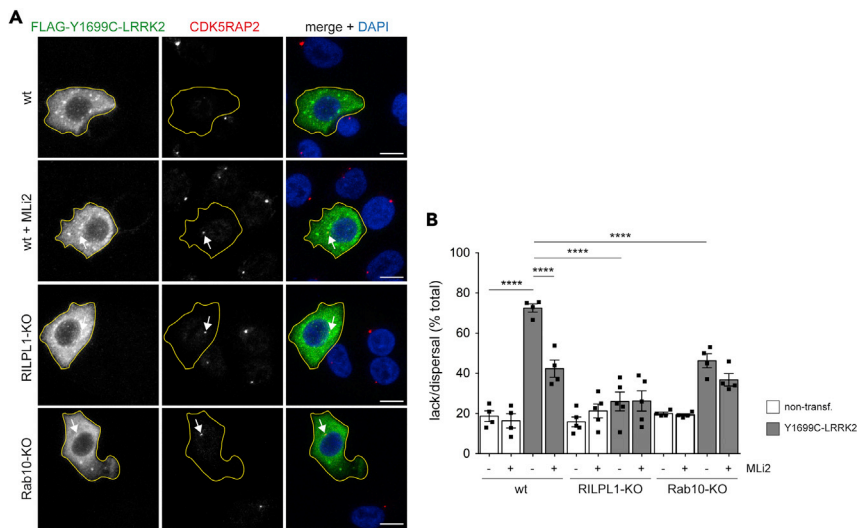 A
FLAG-Y1699C-LRRK2 CDK5RAP2 merge + DAPI
wt
wt + MLi2
RILPL1-KO
Rab10-KO
B
****
****
**** ****
lack/dispersal (% total)
100
80
60
40
20
0
non-transf.
Y1699C-LRRK2
- + - + - + - + - + - + MLi2
wt RILPL1-KO Rab10-KO